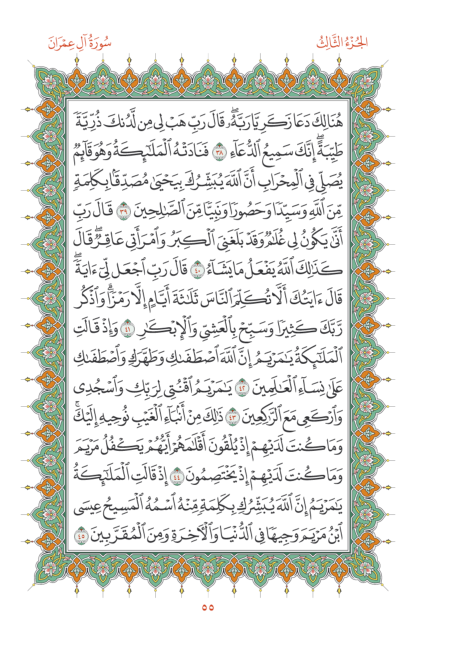 الجُزْءُ الثَّالِثُ
سُورَةُ آلِ عِمْرَانَ
هُنَالِكَ دَعَا زَكَرِيَّا رَبَّهُۥ قَالَ رَبِّ هَبْ لِى مِن لَّدُنكَ ذُرِّيَّةً
طَيِّبَةً إِنَّكَ سَمِيعُ ٱلدُّعَآءِ ٣٨ فَنَادَتْهُ ٱلْمَلَٰٓئِكَةُ وَهُوَ قَآئِمٌ
يُصَلِّى فِى ٱلْمِحْرَابِ أَنَّ ٱللَّهَ يُبَشِّرُكَ بِيَحْيَىٰ مُصَدِّقًۢا بِكَلِمَةٍ
مِّنَ ٱللَّهِ وَسَيِّدًا وَحَصُورًا وَنَبِيًّا مِّنَ ٱلصَّٰلِحِينَ ٣٩ قَالَ رَبِّ
أَنَّىٰ يَكُونُ لِى غُلَٰمٌ وَقَدْ بَلَغَنِىَ ٱلْكِبَرُ وَٱمْرَأَتِى عَاقِرٌ قَالَ
كَذَٰلِكَ ٱللَّهُ يَفْعَلُ مَا يَشَآءُ ٤٠ قَالَ رَبِّ ٱجْعَل لِّىٓ ءَايَةً
قَالَ ءَايَتُكَ أَلَّا تُكَلِّمَ ٱلنَّاسَ ثَلَٰثَةَ أَيَّامٍ إِلَّا رَمْزًا وَٱذْكُر
رَّبَّكَ كَثِيرًا وَسَبِّحْ بِٱلْعَشِىِّ وَٱلْإِبْكَٰرِ ٤١ وَإِذْ قَالَتِ
ٱلْمَلَٰٓئِكَةُ يَٰمَرْيَمُ إِنَّ ٱللَّهَ ٱصْطَفَىٰكِ وَطَهَّرَكِ وَٱصْطَفَىٰكِ
عَلَىٰ نِسَآءِ ٱلْعَٰلَمِينَ ٤٢ يَٰمَرْيَمُ ٱقْنُتِى لِرَبِّكِ وَٱسْجُدِى
وَٱرْكَعِى مَعَ ٱلرَّٰكِعِينَ ٤٣ ذَٰلِكَ مِنْ أَنۢبَآءِ ٱلْغَيْبِ نُوحِيهِ إِلَيْكَ
وَمَا كُنتَ لَدَيْهِمْ إِذْ يُلْقُونَ أَقْلَٰمَهُمْ أَيُّهُمْ يَكْفُلُ مَرْيَمَ
وَمَا كُنتَ لَدَيْهِمْ إِذْ يَخْتَصِمُونَ ٤٤ إِذْ قَالَتِ ٱلْمَلَٰٓئِكَةُ
يَٰمَرْيَمُ إِنَّ ٱللَّهَ يُبَشِّرُكِ بِكَلِمَةٍ مِّنْهُ ٱسْمُهُ ٱلْمَسِيحُ عِيسَى
ٱبْنُ مَرْيَمَ وَجِيهًا فِى ٱلدُّنْيَا وَٱلْءَاخِرَةِ وَمِنَ ٱلْمُقَرَّبِينَ ٤٥
٥٥